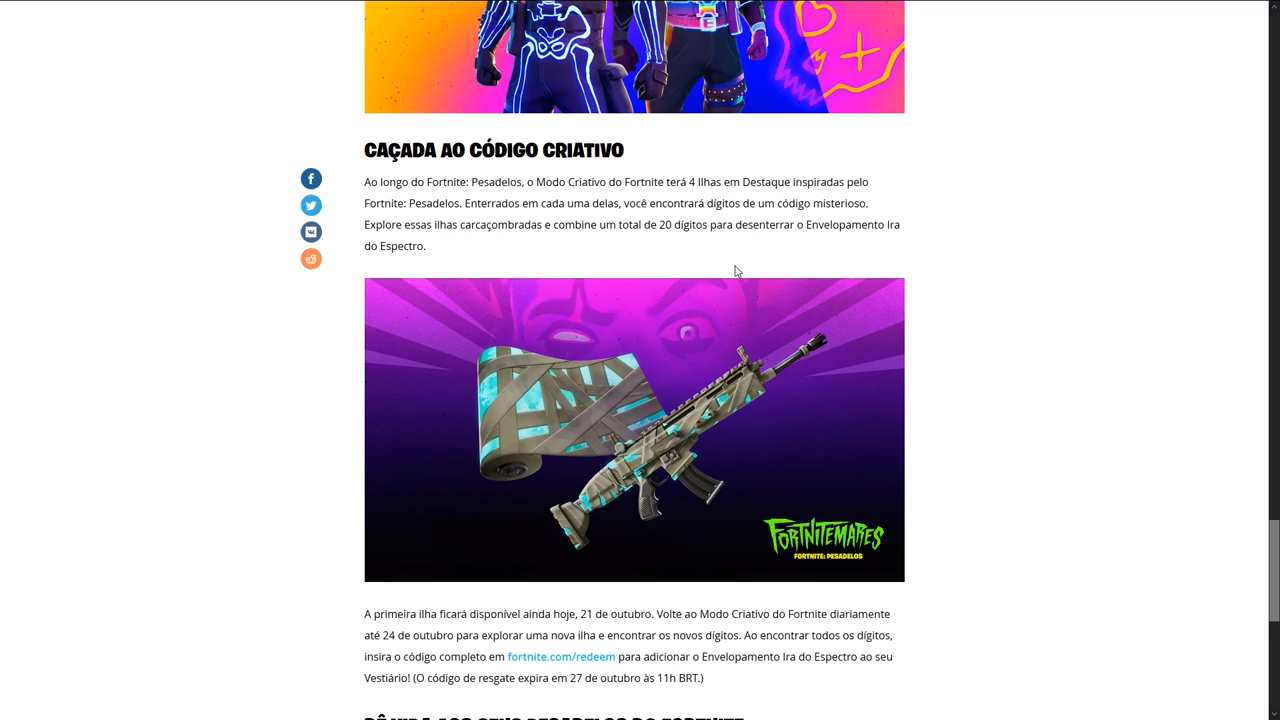 CAÇADA AO CÓDIGO CRIATIVO
Ao longo do Fortnite: Pesadelos, o Modo Criativo do Fortnite terá 4 Ilhas em Destaque inspiradas pelo
Fortnite: Pesadelos. Enterrados em cada uma delas, você encontrará dígitos de um código misterioso.
Explore essas ilhas carcaçombradas e combine um total de 20 dígitos para desenterrar o Envelopamento Ira
do Espectro.
FORTNITEMARES
FORTNITE: PESADELOS
A primeira ilha ficará disponível ainda hoje, 21 de outubro. Volte ao Modo Criativo do Fortnite diariamente
até 24 de outubro para explorar uma nova ilha e encontrar os novos dígitos. Ao encontrar todos os dígitos,
insira o código completo em fortnite.com/redeem para adicionar o Envelopamento Ira do Espectro ao seu
Vestiário! (O código de resgate expira em 27 de outubro às 11h BRT.)